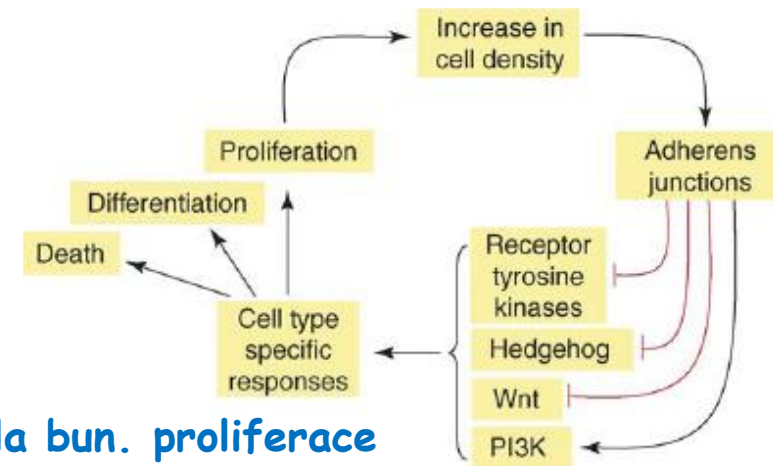 Increase in
cell density
Proliferation
Adherens
junctions
Differentiation
Death
Receptor
tyrosine
kinases
Cell type
specific
responses
Hedgehog
Wnt
PI3K
la bun. proliferace